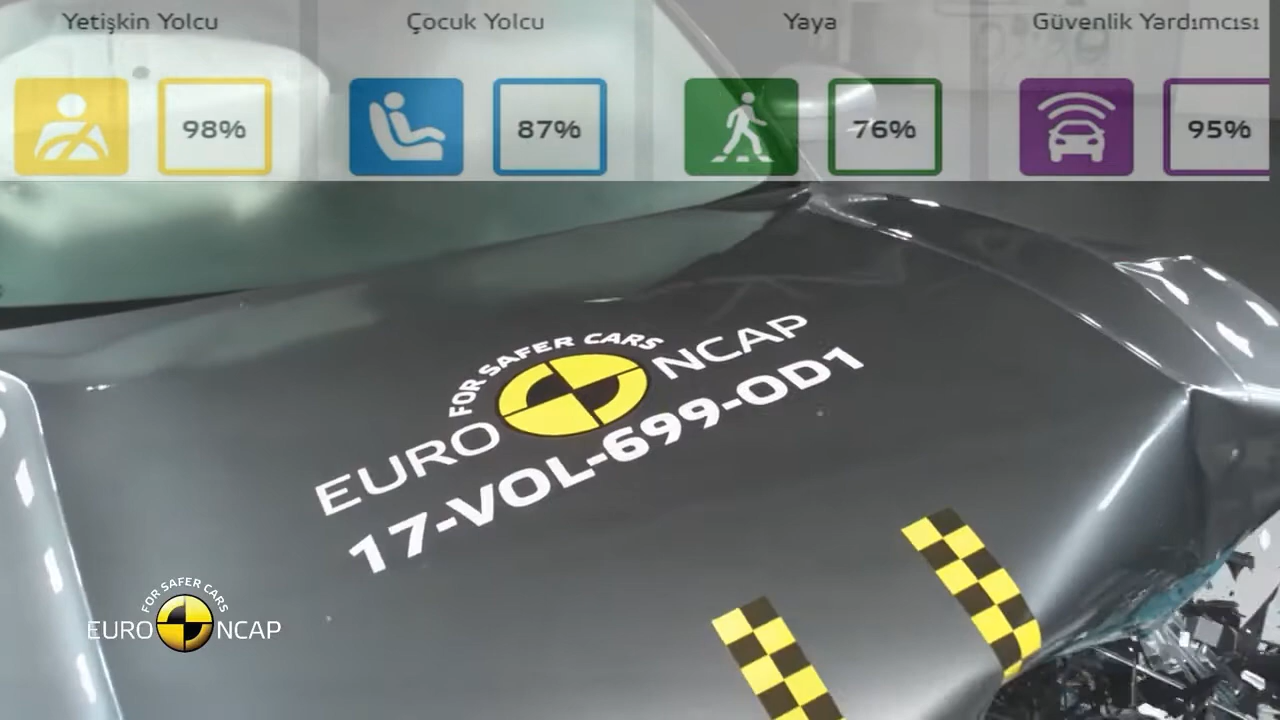 Yetişkin Yolcu
Çocuk Yolcu
Yaya
Güvenlik Yardımcısı
98%
87%
76%
95%
FOR SAFER CARS
EURO NCAP
17-VOL-699-OD1
FOR SAFER CARS
EURO NCAP